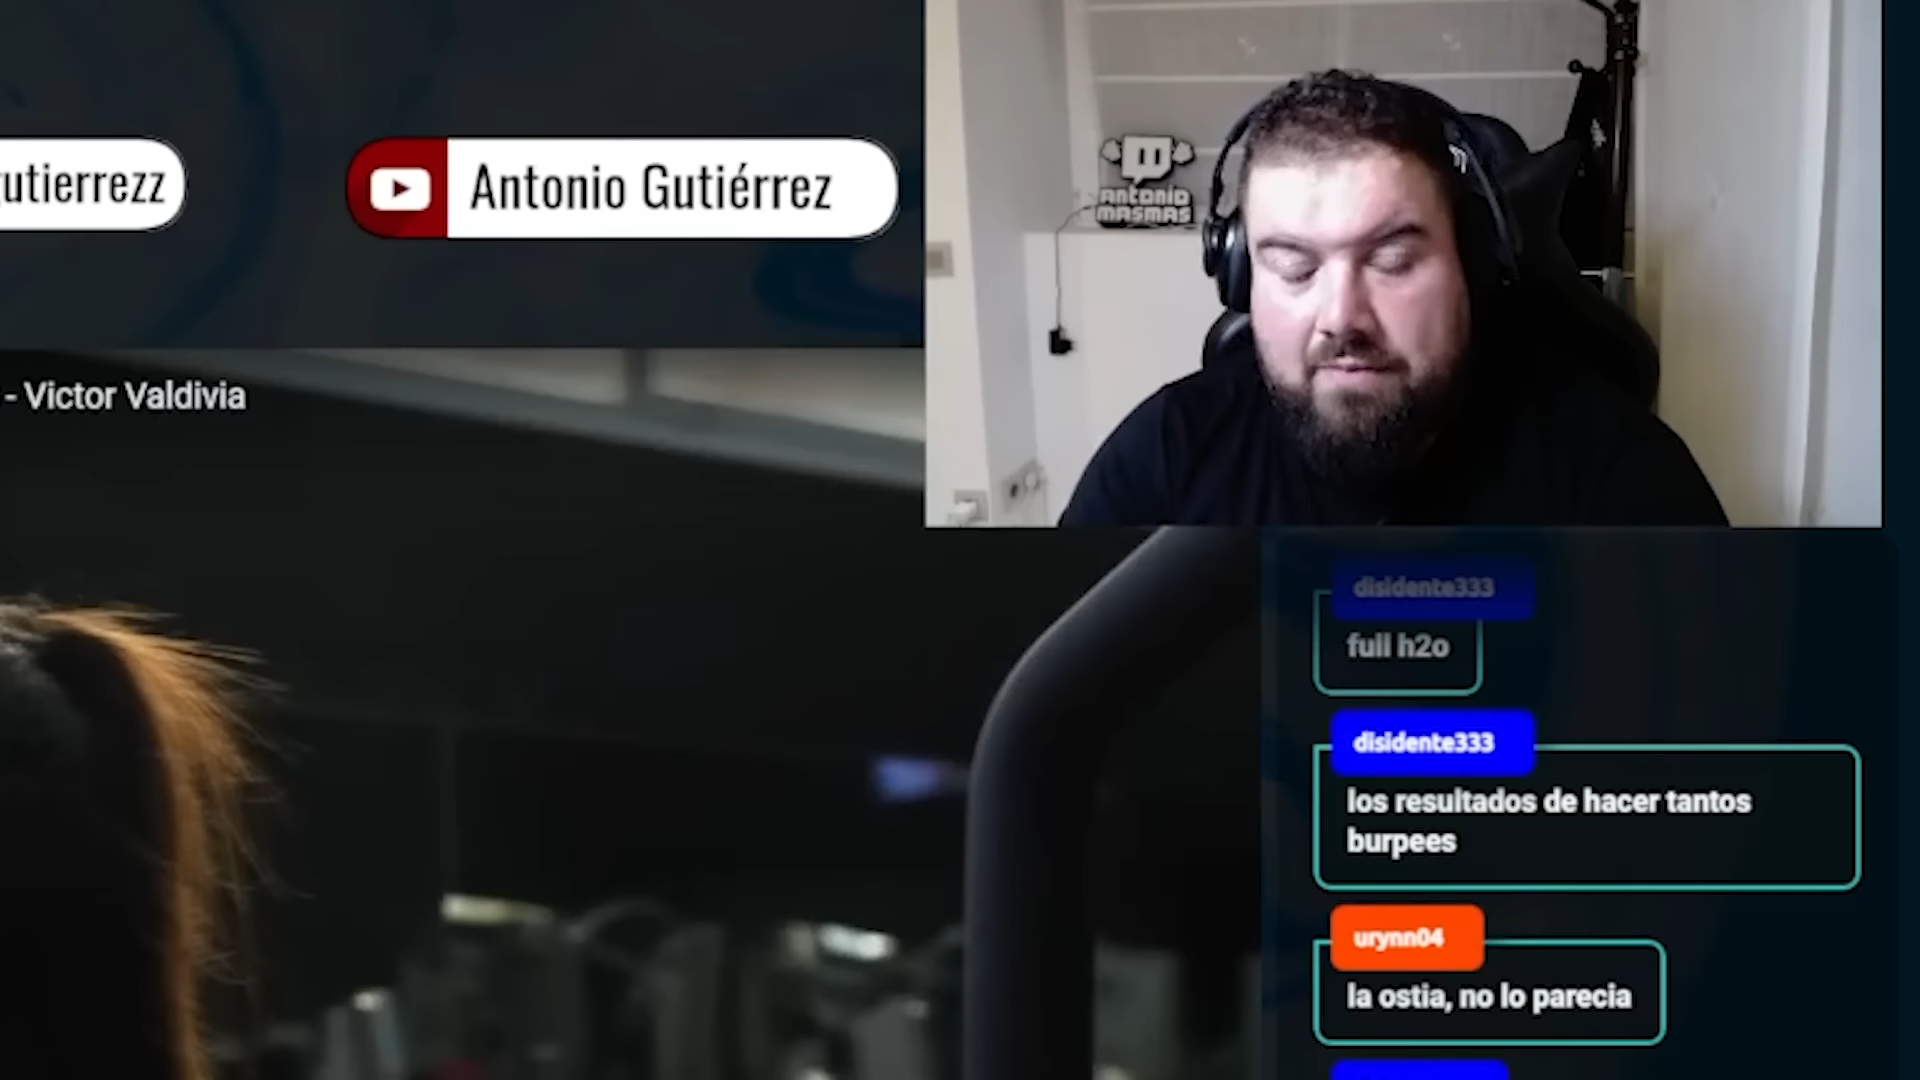 gutierrezz
Antonio Gutiérrez
- Victor Valdivia
ANTONIO
MASMAS
disidente333
full h2o
disidente333
los resultados de hacer tantos
burpees
urynn04
la ostia, no lo parecia